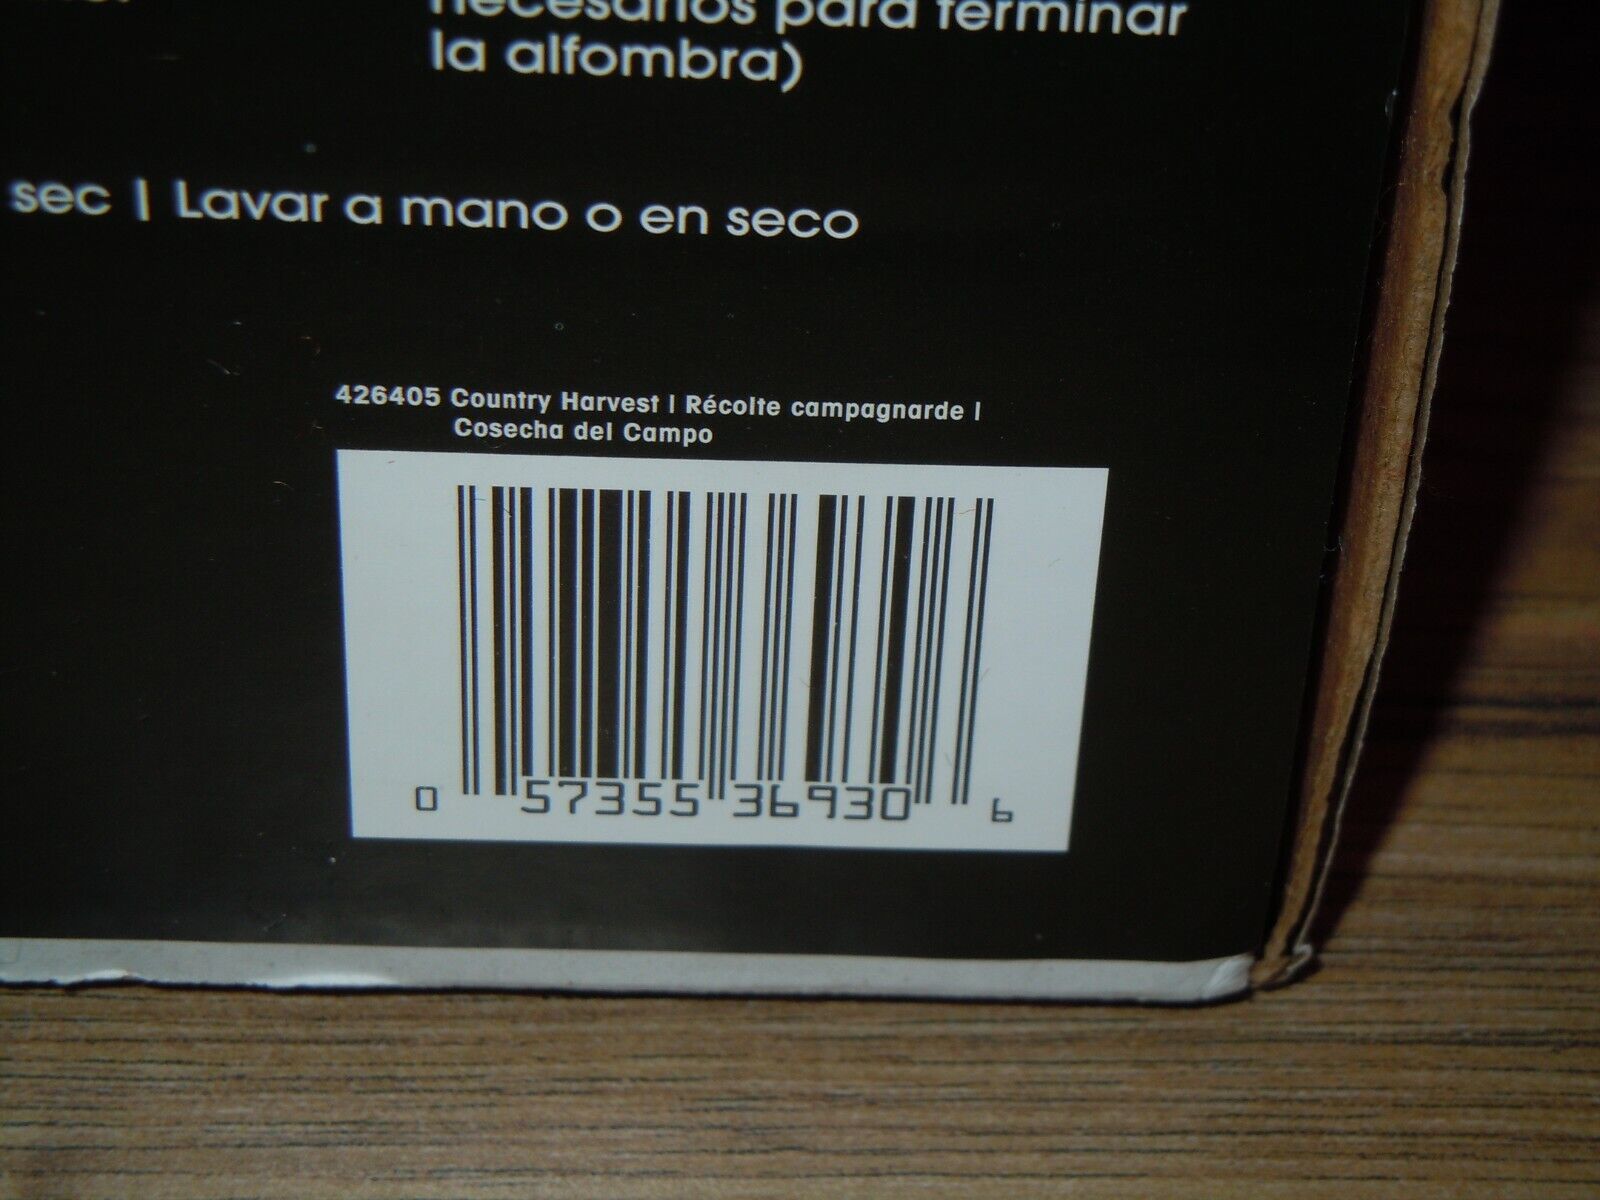 necesarios para terminar
la alfombra)
sec | Lavar a mano o en seco
426405 Country Harvest | Récolte campagnarde |
Cosecha del Campo
0 57355 36930 6